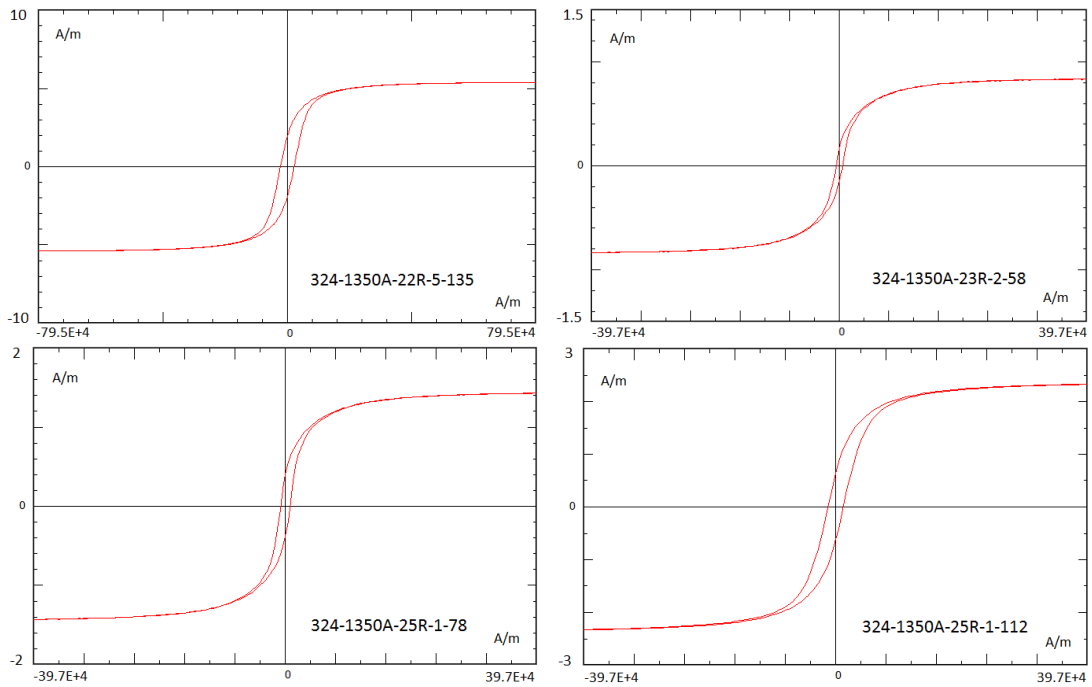 10
A/m
0
324-1350A-22R-5-135
A/m
-10
-79.5E+4
0
79.5E+4
1.5
A/m
0
324-1350A-23R-2-58
A/m
-1.5
-39.7E+4
0
39.7E+4
2
A/m
0
324-1350A-25R-1-78
A/m
-2
-39.7E+4
0
39.7E+4
3
A/m
0
324-1350A-25R-1-112
A/m
-3
-39.7E+4
0
39.7E+4